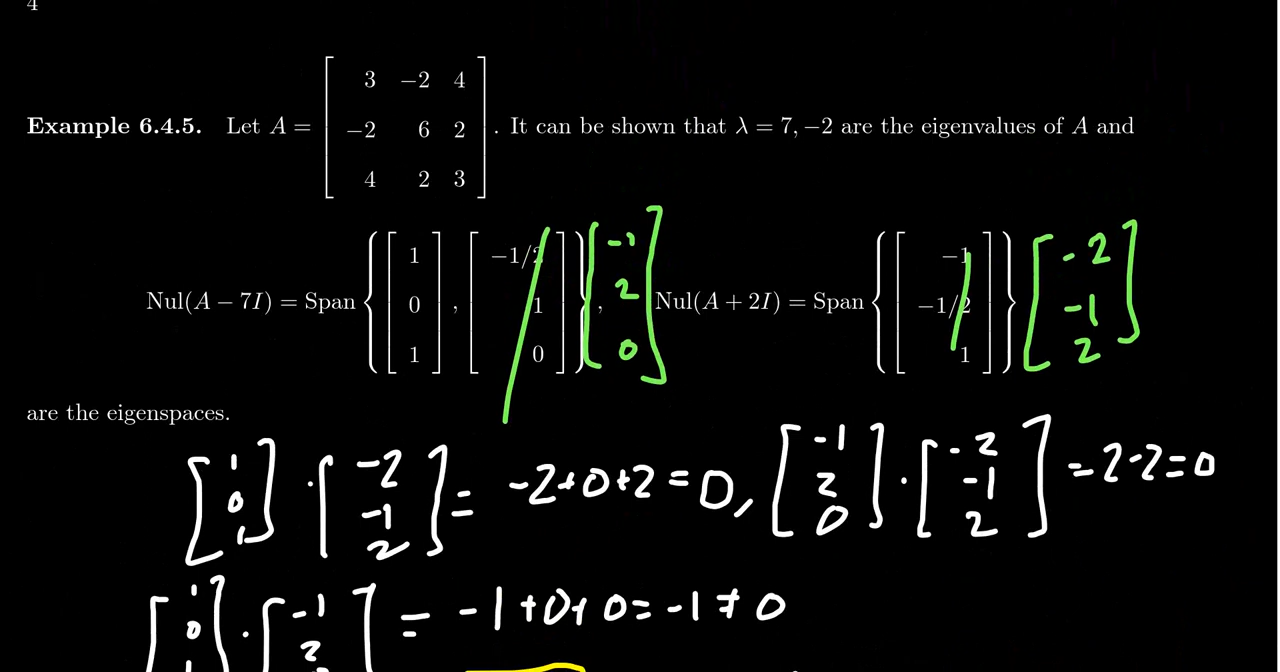 4
Example 6.4.5. Let A = [ 3 −2 4 ; −2 6 2 ; 4 2 3 ]. It can be shown that λ = 7, −2 are the eigenvalues of A and
Nul(A − 7I) = Span { [ 1 ; 0 ; 1 ], [ −1/2 ; 1 ; 0 ] } [ -1 ; 2 ; 0 ], Nul(A + 2I) = Span { [ −1 ; −1/2 ; 1 ] } [ -2 ; -1 ; 2 ]
are the eigenspaces.
[ 1 ; 0 ; 1 ] · [ -2 ; -1 ; 2 ] = -2+0+2 = 0, [ -1 ; 2 ; 0 ] · [ -2 ; -1 ; 2 ] = 2-2=0
[ 1 ; 0 ; 1 ] · [ -1 ; 2 ] = -1+0+0=-1 ≠ 0